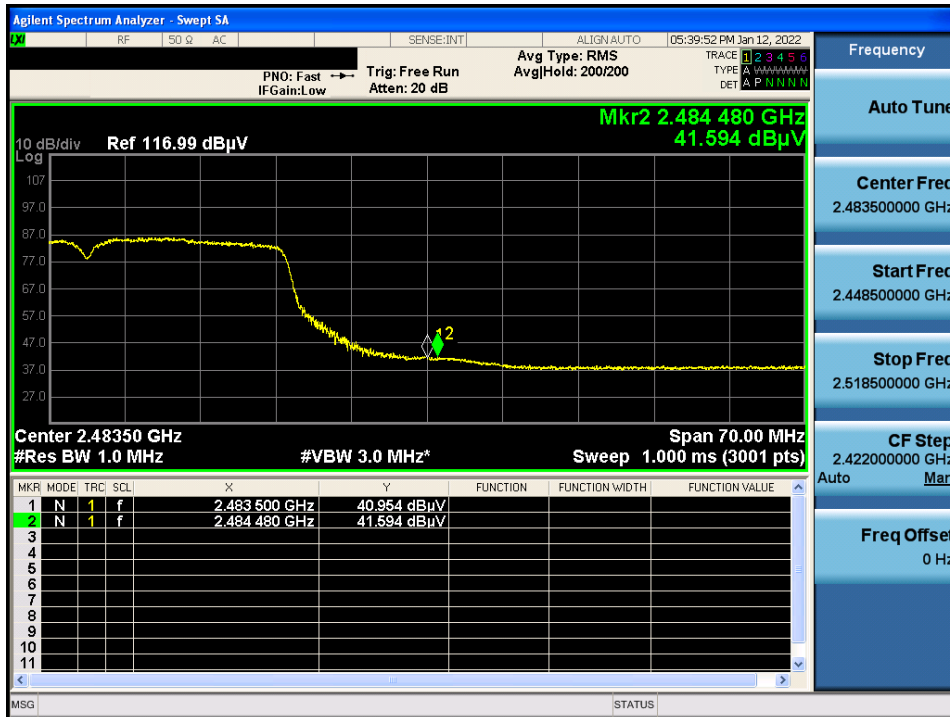 Agilent Spectrum Analyzer - Swept SA
LXI RF 50 Ω AC SENSE:INT ALIGN AUTO 05:39:52 PM Jan 12, 2022
Frequency
Avg Type: RMS TRACE 1 2 3 4 5 6
PNO: Fast Trig: Free Run Avg|Hold: 200/200 TYPE A WWWWW
IFGain:Low Atten: 20 dB DET A P N N N N
Auto Tune
Mkr2 2.484 480 GHz
10 dB/div Ref 116.99 dBµV 41.594 dBµV
Log
107
97.0
87.0
77.0
67.0
57.0
47.0
37.0
27.0
12
Center 2.48350 GHz Span 70.00 MHz
#Res BW 1.0 MHz #VBW 3.0 MHz* Sweep 1.000 ms (3001 pts)
Center Freq
2.483500000 GHz
Start Freq
2.448500000 GHz
Stop Freq
2.518500000 GHz
CF Step
2.422000000 GHz
Auto Man
Freq Offset
0 Hz
MKR MODE TRC SCL X Y FUNCTION FUNCTION WIDTH FUNCTION VALUE
1 N 1 f 2.483 500 GHz 40.954 dBµV
2 N 1 f 2.484 480 GHz 41.594 dBµV
3
4
5
6
7
8
9
10
11
MSG STATUS